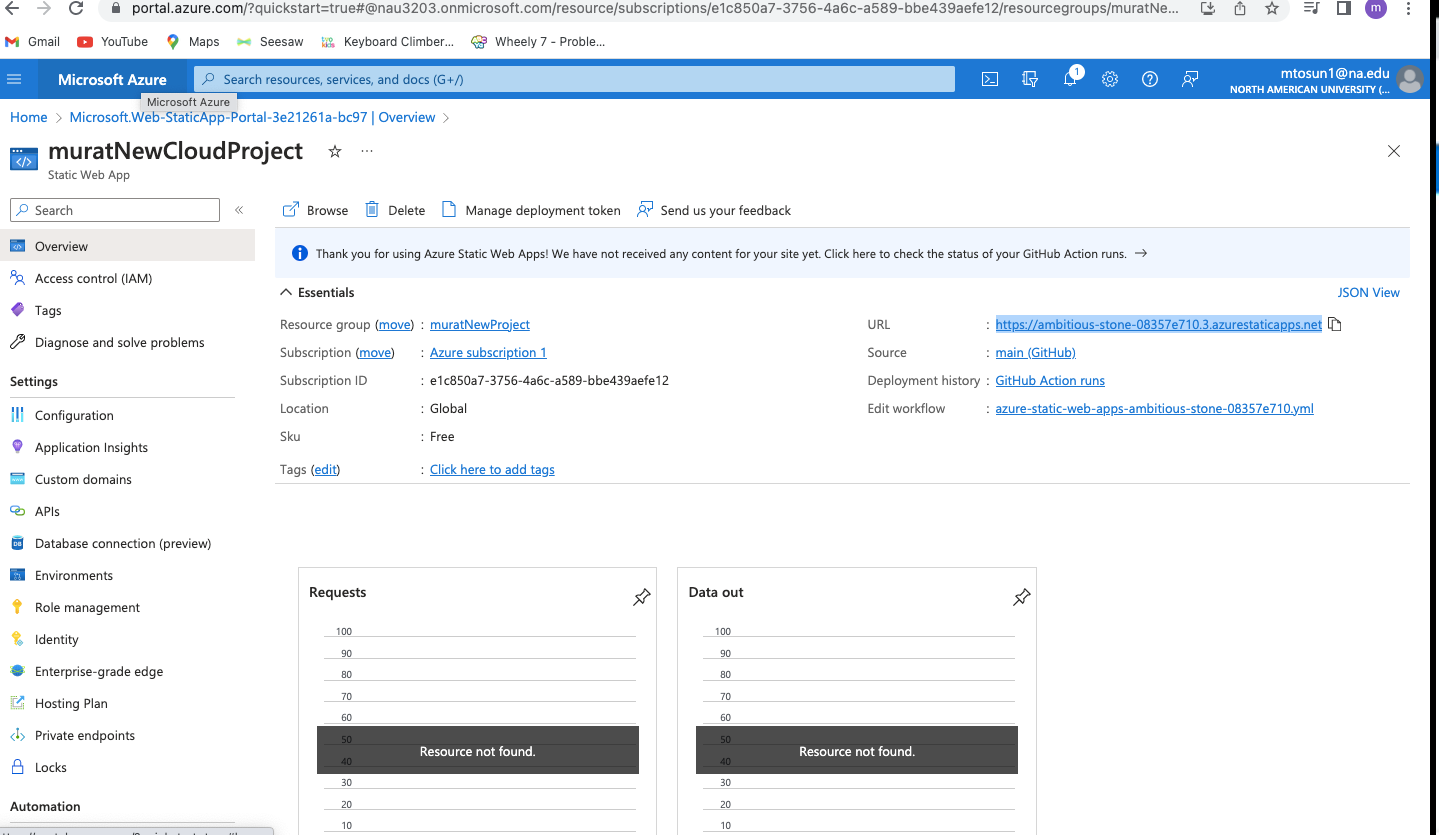 portal.azure.com/?quickstart=true#@nau3203.onmicrosoft.com/resource/subscriptions/e1c850a7-3756-4a6c-a589-bbe439aefe12/resourcegroups/muratNe...
m
Gmail YouTube Maps Seesaw Keyboard Climber... Wheely 7 - Proble...
Microsoft Azure Search resources, services, and docs (G+/) 1 mtosun1@na.edu
NORTH AMERICAN UNIVERSITY (...
Microsoft Azure
Home > Microsoft.Web-StaticApp-Portal-3e21261a-bc97 | Overview >
muratNewCloudProject
Static Web App
Search «
Browse Delete Manage deployment token Send us your feedback
Overview
Access control (IAM)
Tags
Diagnose and solve problems
Settings
Configuration
Application Insights
Custom domains
APIs
Database connection (preview)
Environments
Role management
Identity
Enterprise-grade edge
Hosting Plan
Private endpoints
Locks
Automation
Thank you for using Azure Static Web Apps! We have not received any content for your site yet. Click here to check the status of your GitHub Action runs. →
Essentials JSON View
Resource group (move) : muratNewProject
Subscription (move) : Azure subscription 1
Subscription ID : e1c850a7-3756-4a6c-a589-bbe439aefe12
Location : Global
Sku : Free
Tags (edit) : Click here to add tags
URL : https://ambitious-stone-08357e710.3.azurestaticapps.net
Source : main (GitHub)
Deployment history : GitHub Action runs
Edit workflow : azure-static-web-apps-ambitious-stone-08357e710.yml
Requests
100
90
80
70
60
50
Resource not found.
40
30
20
10
Data out
100
90
80
70
60
50
Resource not found.
40
30
20
10